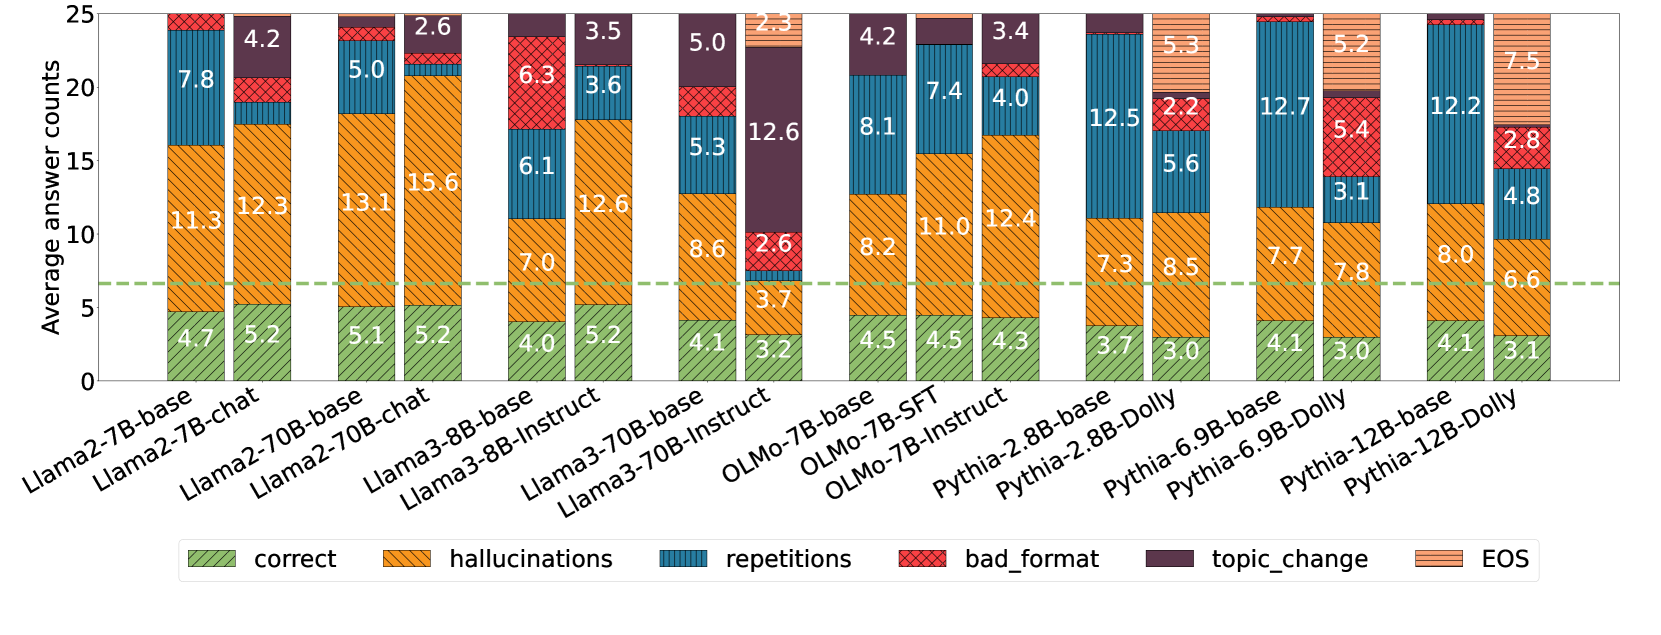 Average answer counts
25
20
15
10
5
0
4.7 11.3 7.8
5.2 12.3 4.2
5.1 13.1 5.0
5.2 15.6 2.6
4.0 7.0 6.1 6.3
5.2 12.6 3.6 3.5
4.1 8.6 5.3 5.0
3.2 3.7 2.6 12.6 2.3
4.5 8.2 8.1 4.2
4.5 11.0 7.4
4.3 12.4 4.0 3.4
3.7 7.3 12.5
3.0 8.5 5.6 2.2 5.3
4.1 7.7 12.7
3.0 7.8 3.1 5.4 5.2
4.1 8.0 12.2
3.1 6.6 4.8 2.8 7.5
Llama2-7B-base
Llama2-7B-chat
Llama2-70B-base
Llama2-70B-chat
Llama3-8B-base
Llama3-8B-Instruct
Llama3-70B-base
Llama3-70B-Instruct
OLMo-7B-base
OLMo-7B-SFT
OLMo-7B-Instruct
Pythia-2.8B-base
Pythia-2.8B-Dolly
Pythia-6.9B-base
Pythia-6.9B-Dolly
Pythia-12B-base
Pythia-12B-Dolly
correct hallucinations repetitions bad_format topic_change EOS